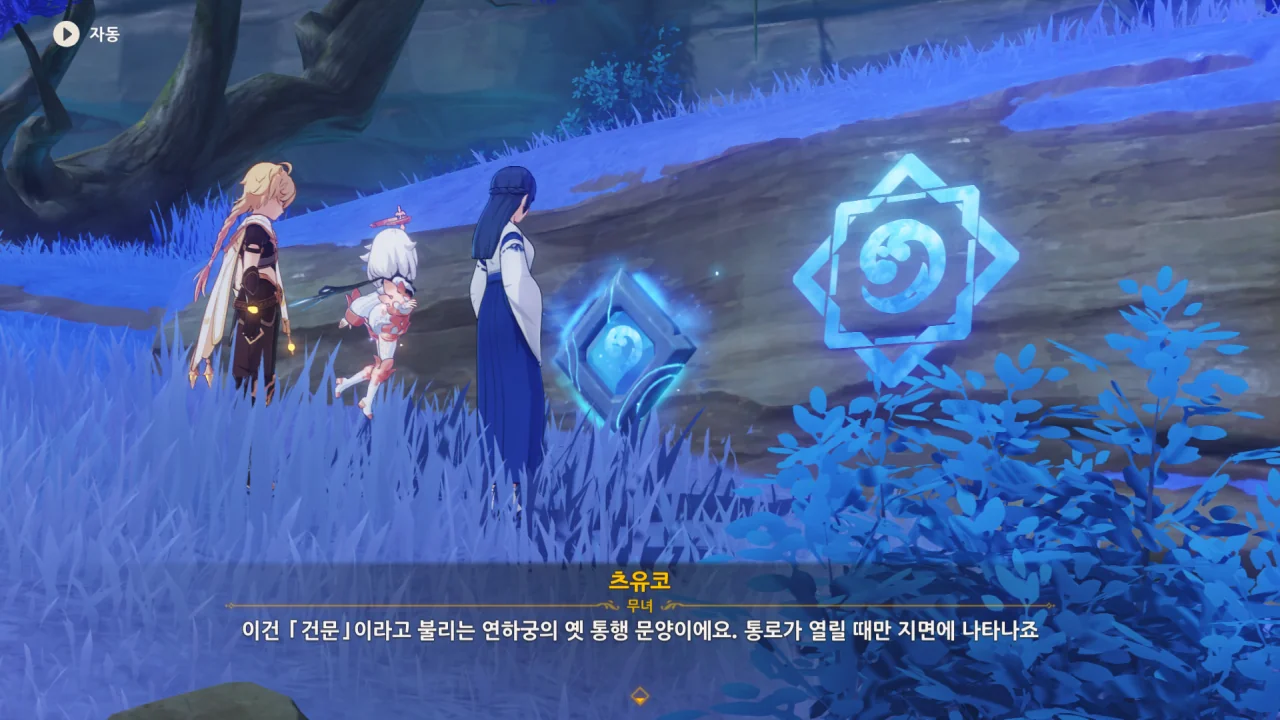 자동
츠유코
무녀
이건 「건문」이라고 불리는 연하궁의 옛 통행 문양이에요. 통로가 열릴 때만 지면에 나타나죠